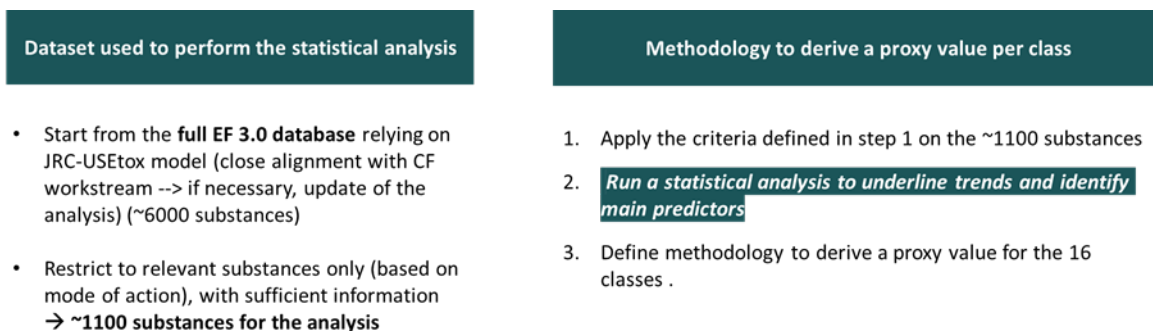 Dataset used to perform the statistical analysis
• Start from the full EF 3.0 database relying on
JRC-USEtox model (close alignment with CF
workstream --> if necessary, update of the
analysis) (~6000 substances)
• Restrict to relevant substances only (based on
mode of action), with sufficient information
→ ~1100 substances for the analysis
Methodology to derive a proxy value per class
1. Apply the criteria defined in step 1 on the ~1100 substances
2. Run a statistical analysis to underline trends and identify
main predictors
3. Define methodology to derive a proxy value for the 16
classes .